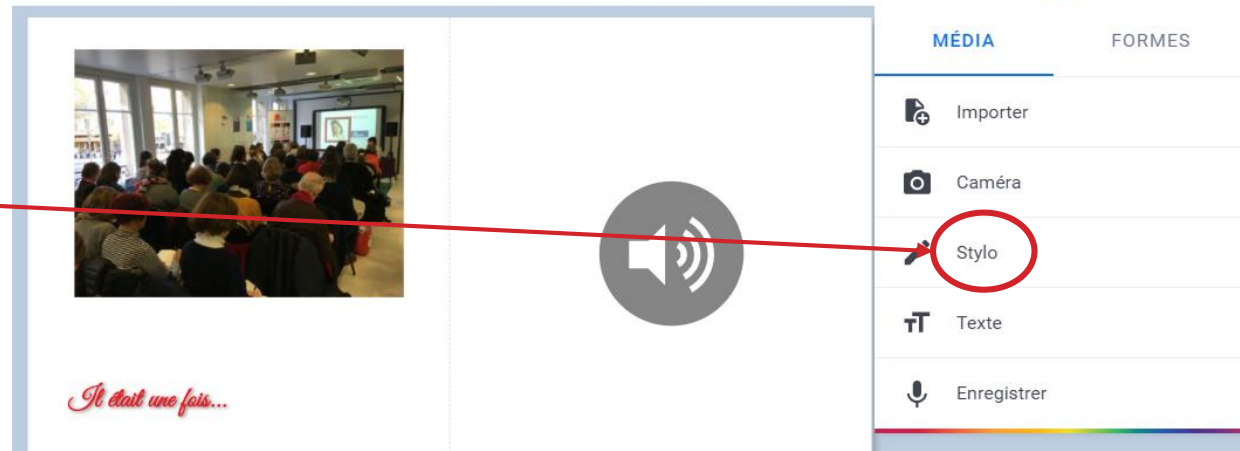 MÉDIA FORMES
Importer
Caméra
Stylo
Texte
Enregistrer
Il était une fois...